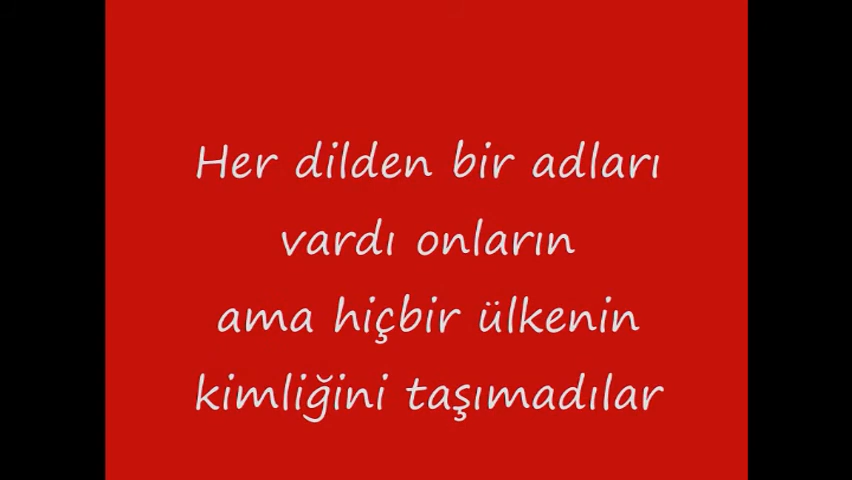 Her dilden bir adları
vardı onların
ama hiçbir ülkenin
kimliğini taşımadılar